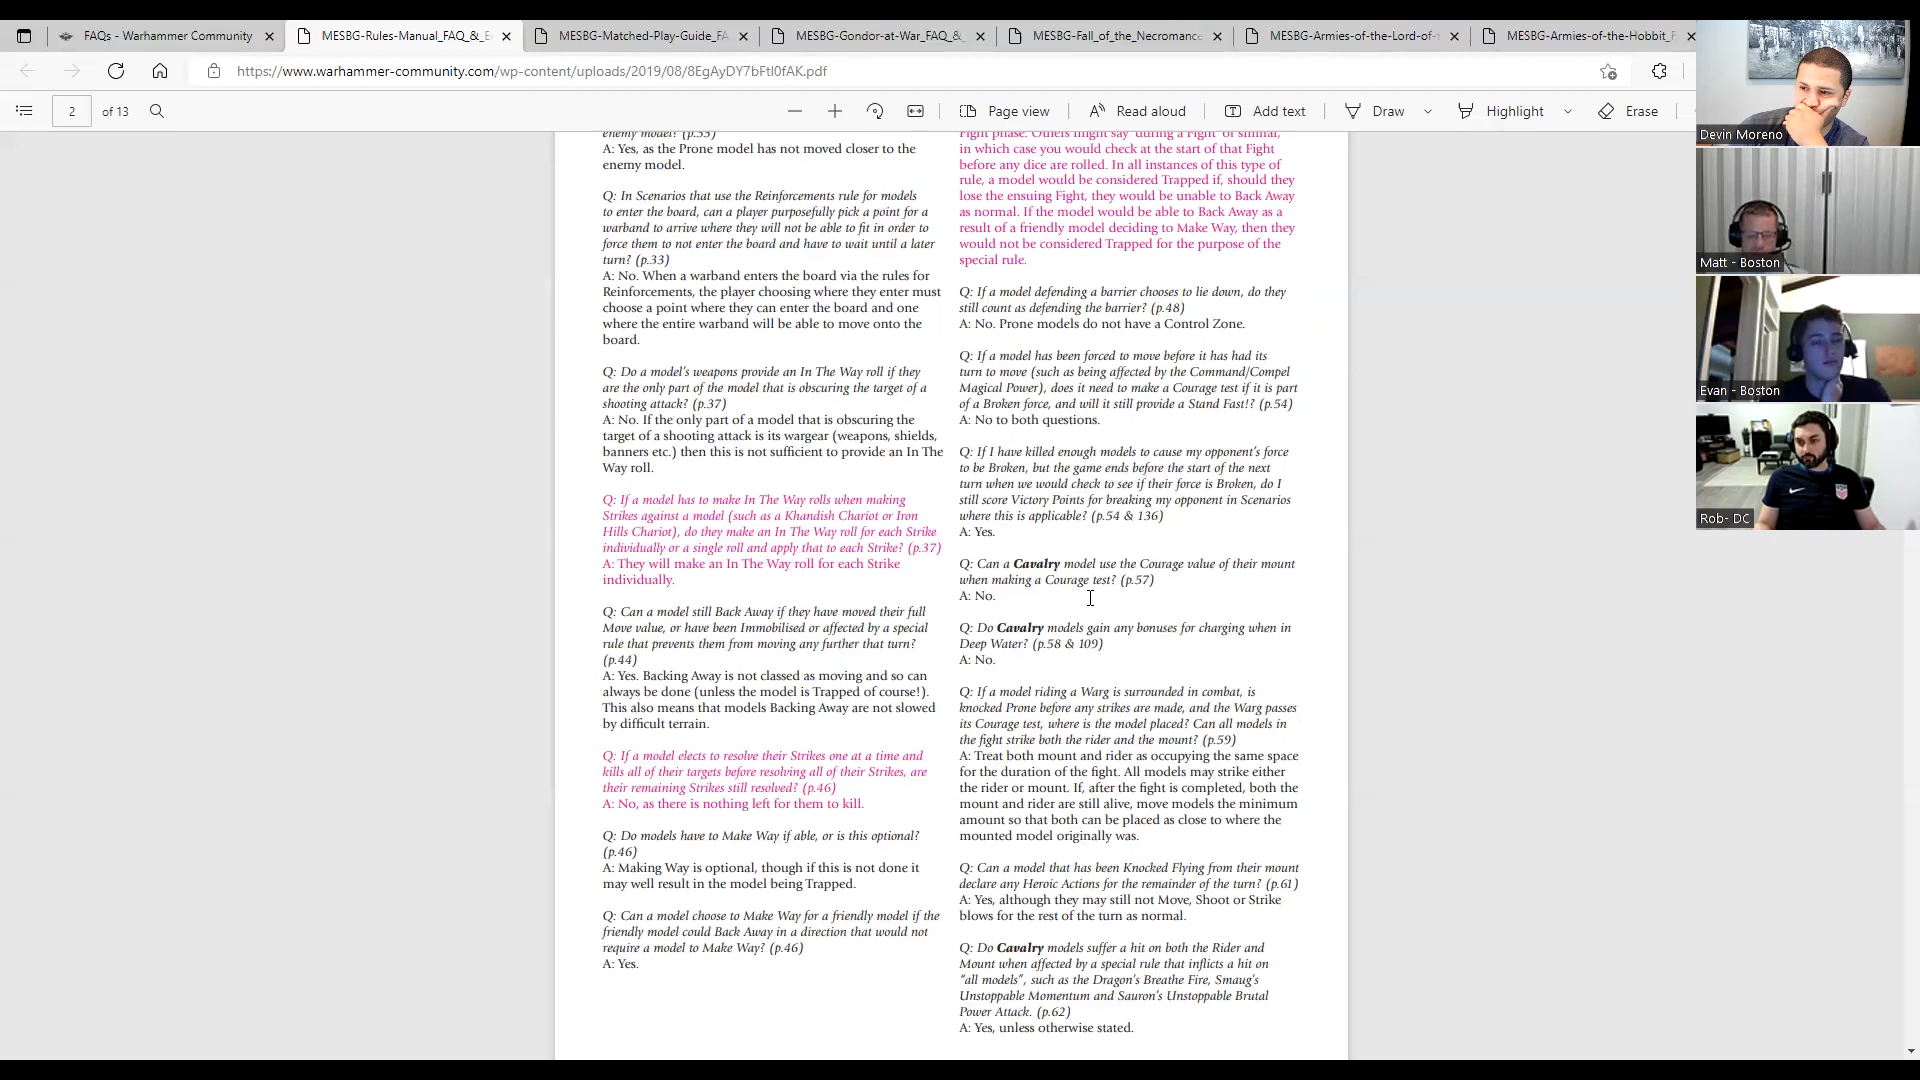 FAQs - Warhammer Community
MESBG-Rules-Manual_FAQ_&_E
MESBG-Matched-Play-Guide_FA
MESBG-Gondor-at-War_FAQ_&_
MESBG-Fall_of_the_Necromance
MESBG-Armies-of-the-Lord-of-t
MESBG-Armies-of-the-Hobbit_F
https://www.warhammer-community.com/wp-content/uploads/2019/08/8EgAyDY7bFtI0fAK.pdf
2 of 13
Page view
Read aloud
Add text
Draw
Highlight
Erase
enemy model? (p.33)
A: Yes, as the Prone model has not moved closer to the
enemy model.
Q: In Scenarios that use the Reinforcements rule for models
to enter the board, can a player purposefully pick a point for a
warband to arrive where they will not be able to fit in order to
force them to not enter the board and have to wait until a later
turn? (p.33)
A: No. When a warband enters the board via the rules for
Reinforcements, the player choosing where they enter must
choose a point where they can enter the board and one
where the entire warband will be able to move onto the
board.
Q: Do a model's weapons provide an In The Way roll if they
are the only part of the model that is obscuring the target of a
shooting attack? (p.37)
A: No. If the only part of a model that is obscuring the
target of a shooting attack is its wargear (weapons, shields,
banners etc.) then this is not sufficient to provide an In The
Way roll.
Q: If a model has to make In The Way rolls when making
Strikes against a model (such as a Khandish Chariot or Iron
Hills Chariot), do they make an In The Way roll for each Strike
individually or a single roll and apply that to each Strike? (p.37)
A: They will make an In The Way roll for each Strike
individually.
Q: Can a model still Back Away if they have moved their full
Move value, or have been Immobilised or affected by a special
rule that prevents them from moving any further that turn?
(p.44)
A: Yes. Backing Away is not classed as moving and so can
always be done (unless the model is Trapped of course!).
This also means that models Backing Away are not slowed
by difficult terrain.
Q: If a model elects to resolve their Strikes one at a time and
kills all of their targets before resolving all of their Strikes, are
their remaining Strikes still resolved? (p.46)
A: No, as there is nothing left for them to kill.
Q: Do models have to Make Way if able, or is this optional?
(p.46)
A: Making Way is optional, though if this is not done it
may well result in the model being Trapped.
Q: Can a model choose to Make Way for a friendly model if the
friendly model could Back Away in a direction that would not
require a model to Make Way? (p.46)
A: Yes.
Fight phase. Others might say 'during a Fight' or similar,
in which case you would check at the start of that Fight
before any dice are rolled. In all instances of this type of
rule, a model would be considered Trapped if, should they
lose the ensuing Fight, they would be unable to Back Away
as normal. If the model would be able to Back Away as a
result of a friendly model deciding to Make Way, then they
would not be considered Trapped for the purpose of the
special rule.
Q: If a model defending a barrier chooses to lie down, do they
still count as defending the barrier? (p.48)
A: No. Prone models do not have a Control Zone.
Q: If a model has been forced to move before it has had its
turn to move (such as being affected by the Command/Compel
Magical Power), does it need to make a Courage test if it is part
of a Broken force, and will it still provide a Stand Fast!? (p.54)
A: No to both questions.
Q: If I have killed enough models to cause my opponent's force
to be Broken, but the game ends before the start of the next
turn when we would check to see if their force is Broken, do I
still score Victory Points for breaking my opponent in Scenarios
where this is applicable? (p.54 & 136)
A: Yes.
Q: Can a Cavalry model use the Courage value of their mount
when making a Courage test? (p.57)
A: No.
Q: Do Cavalry models gain any bonuses for charging when in
Deep Water? (p.58 & 109)
A: No.
Q: If a model riding a Warg is surrounded in combat, is
knocked Prone before any strikes are made, and the Warg passes
its Courage test, where is the model placed? Can all models in
the fight strike both the rider and the mount? (p.59)
A: Treat both mount and rider as occupying the same space
for the duration of the fight. All models may strike either
the rider or mount. If, after the fight is completed, both the
mount and rider are still alive, move models the minimum
amount so that both can be placed as close to where the
mounted model originally was.
Q: Can a model that has been Knocked Flying from their mount
declare any Heroic Actions for the remainder of the turn? (p.61)
A: Yes, although they may still not Move, Shoot or Strike
blows for the rest of the turn as normal.
Q: Do Cavalry models suffer a hit on both the Rider and
Mount when affected by a special rule that inflicts a hit on
"all models", such as the Dragon's Breathe Fire, Smaug's
Unstoppable Momentum and Sauron's Unstoppable Brutal
Power Attack. (p.62)
A: Yes, unless otherwise stated.
Devin Moreno
Matt - Boston
Evan - Boston
Rob- DC